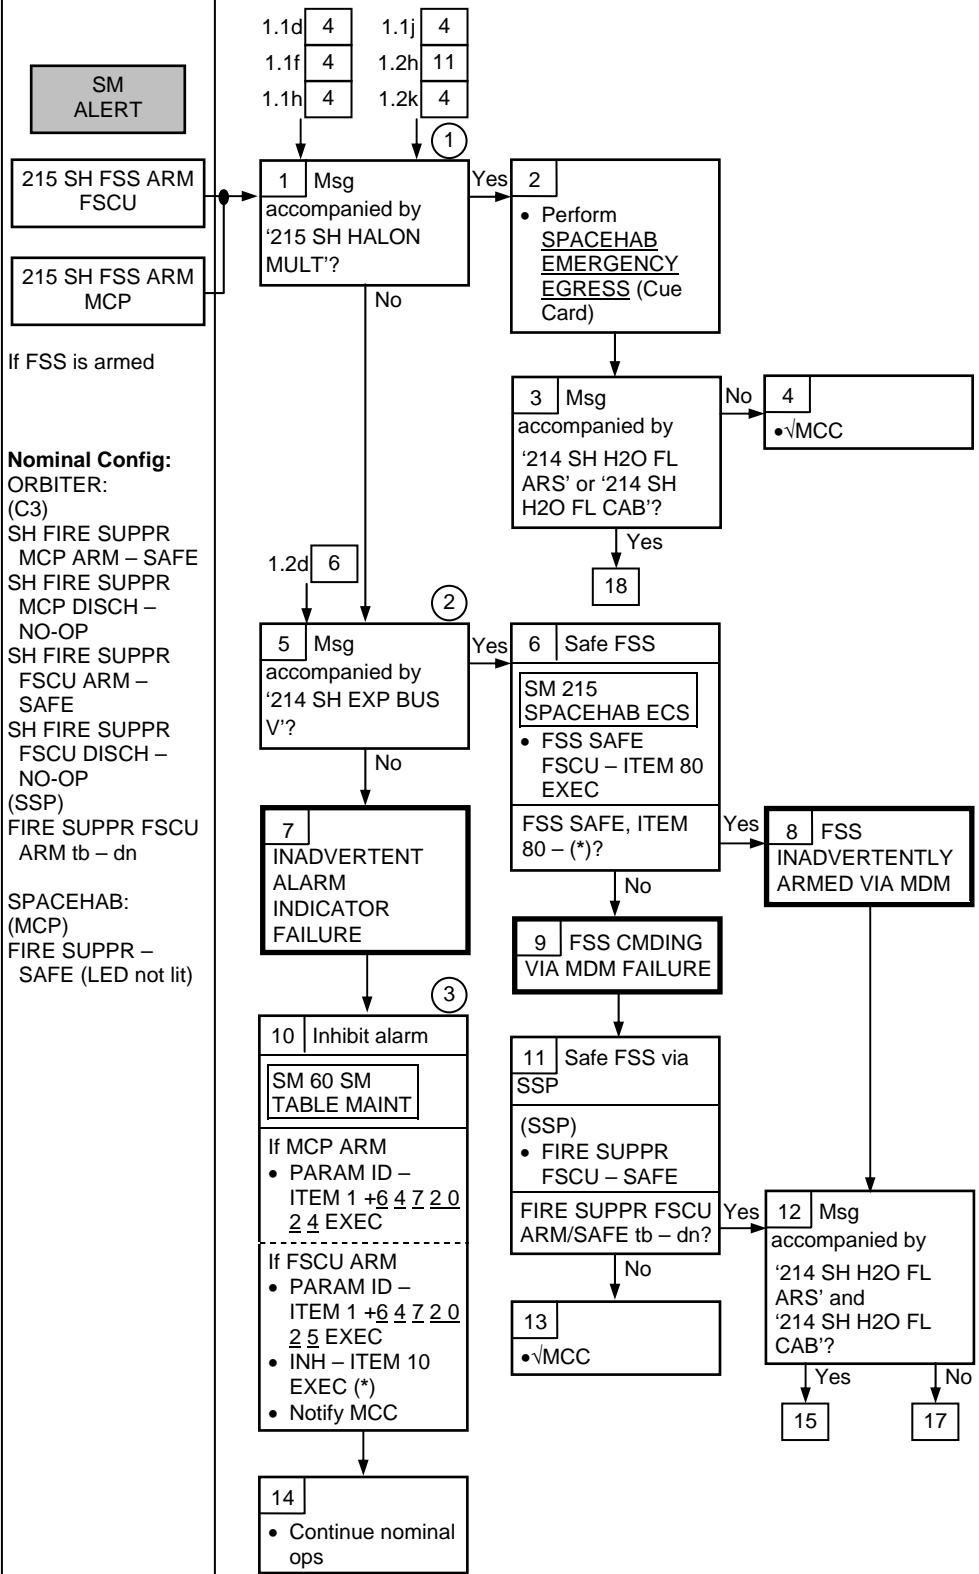 SM
ALERT
215 SH FSS ARM
FSCU
215 SH FSS ARM
MCP
If FSS is armed
Nominal Config:
ORBITER:
(C3)
SH FIRE SUPPR
MCP ARM – SAFE
SH FIRE SUPPR
MCP DISCH –
NO-OP
SH FIRE SUPPR
FSCU ARM –
SAFE
SH FIRE SUPPR
FSCU DISCH –
NO-OP
(SSP)
FIRE SUPPR FSCU
ARM tb – dn
SPACEHAB:
(MCP)
FIRE SUPPR –
SAFE (LED not lit)
1.1d 4 1.1j 4
1.1f 4 1.2h 11
1.1h 4 1.2k 4
1
1 Msg
accompanied by
‘215 SH HALON
MULT’?
Yes
No
2
• Perform
SPACEHAB
EMERGENCY
EGRESS (Cue
Card)
3 Msg
accompanied by
‘214 SH H2O FL
ARS’ or ‘214 SH
H2O FL CAB’?
No
Yes
4
•√MCC
18
1.2d 6
2
5 Msg
accompanied by
‘214 SH EXP BUS
V’?
Yes
No
6 Safe FSS
SM 215
SPACEHAB ECS
• FSS SAFE
FSCU – ITEM 80
EXEC
FSS SAFE, ITEM
80 – (*)?
Yes
No
7
INADVERTENT
ALARM
INDICATOR
FAILURE
8 FSS
INADVERTENTLY
ARMED VIA MDM
9 FSS CMDING
VIA MDM FAILURE
3
10 Inhibit alarm
SM 60 SM
TABLE MAINT
If MCP ARM
• PARAM ID –
ITEM 1 +6 4 7 2 0
2 4 EXEC
If FSCU ARM
• PARAM ID –
ITEM 1 +6 4 7 2 0
2 5 EXEC
• INH – ITEM 10
EXEC (*)
• Notify MCC
11 Safe FSS via
SSP
(SSP)
• FIRE SUPPR
FSCU – SAFE
FIRE SUPPR FSCU
ARM/SAFE tb – dn?
Yes
No
12 Msg
accompanied by
‘214 SH H2O FL
ARS’ and
‘214 SH H2O FL
CAB’?
Yes
No
13
•√MCC
15
17
14
• Continue nominal
ops